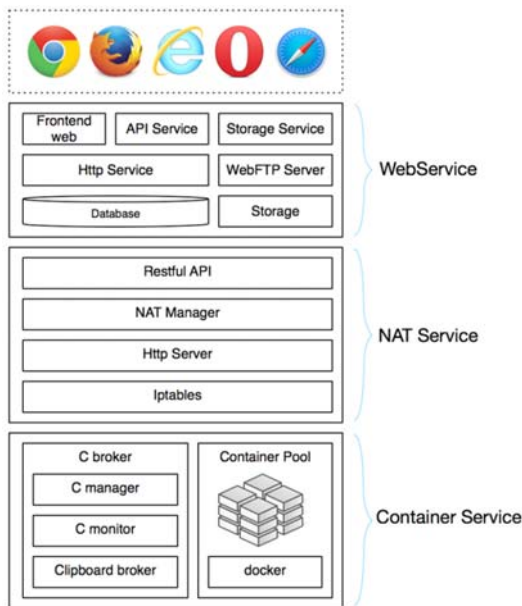 Frontend
web
API Service
Storage Service
Http Service
WebFTP Server
Database
Storage
WebService
Restful API
NAT Manager
Http Server
Iptables
NAT Service
C broker
C manager
C monitor
Clipboard broker
Container Pool
docker
Container Service